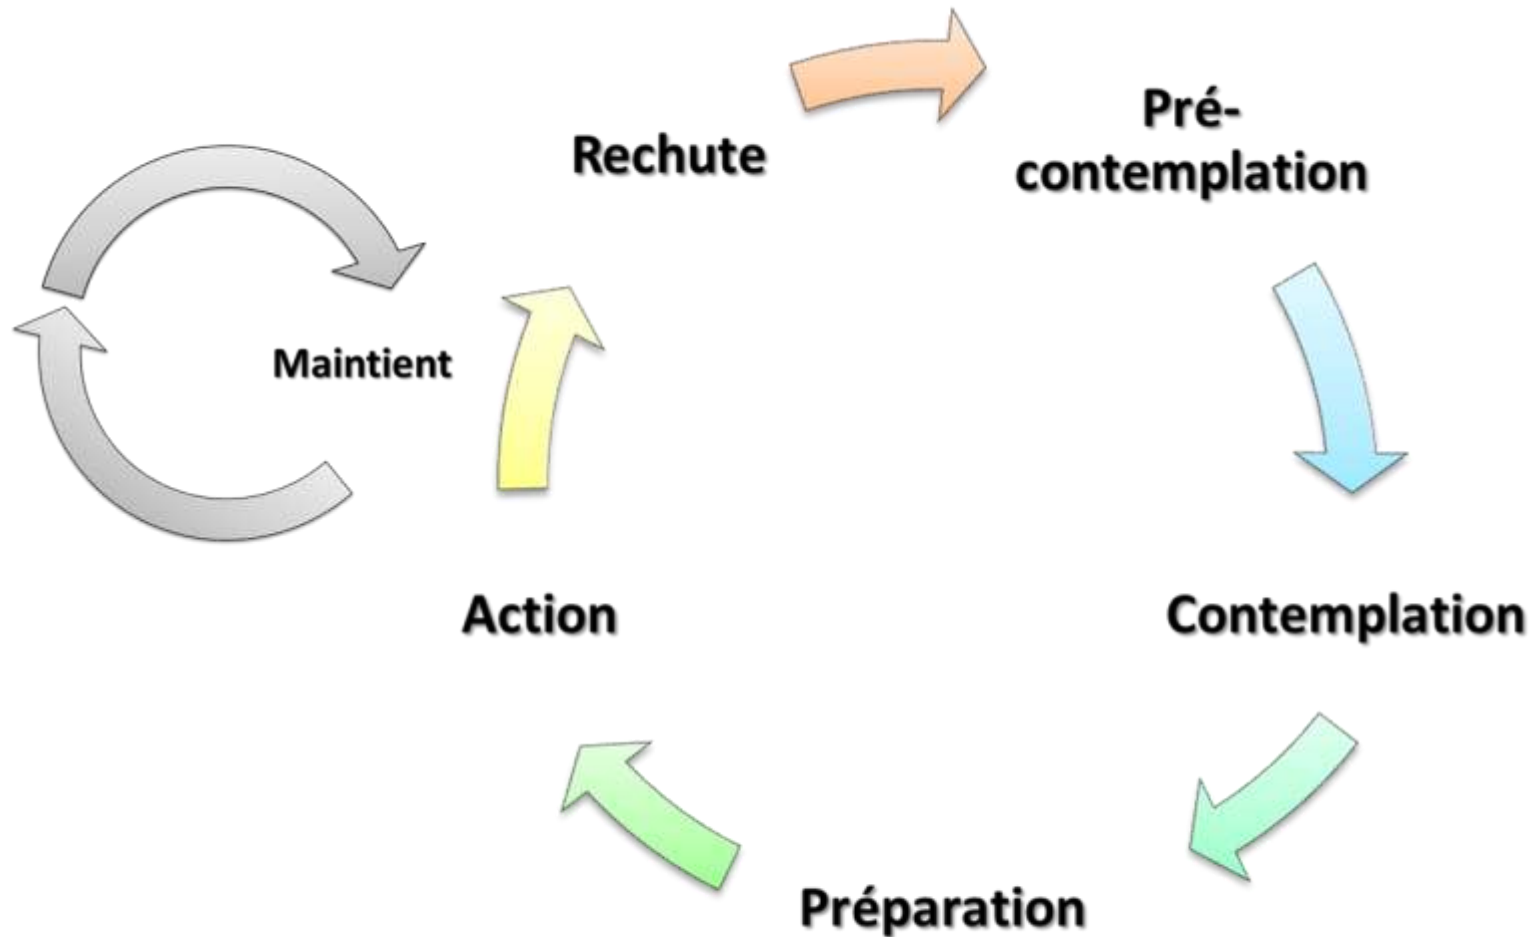 Rechute
Pré-
contemplation
Maintient
Action
Contemplation
Préparation